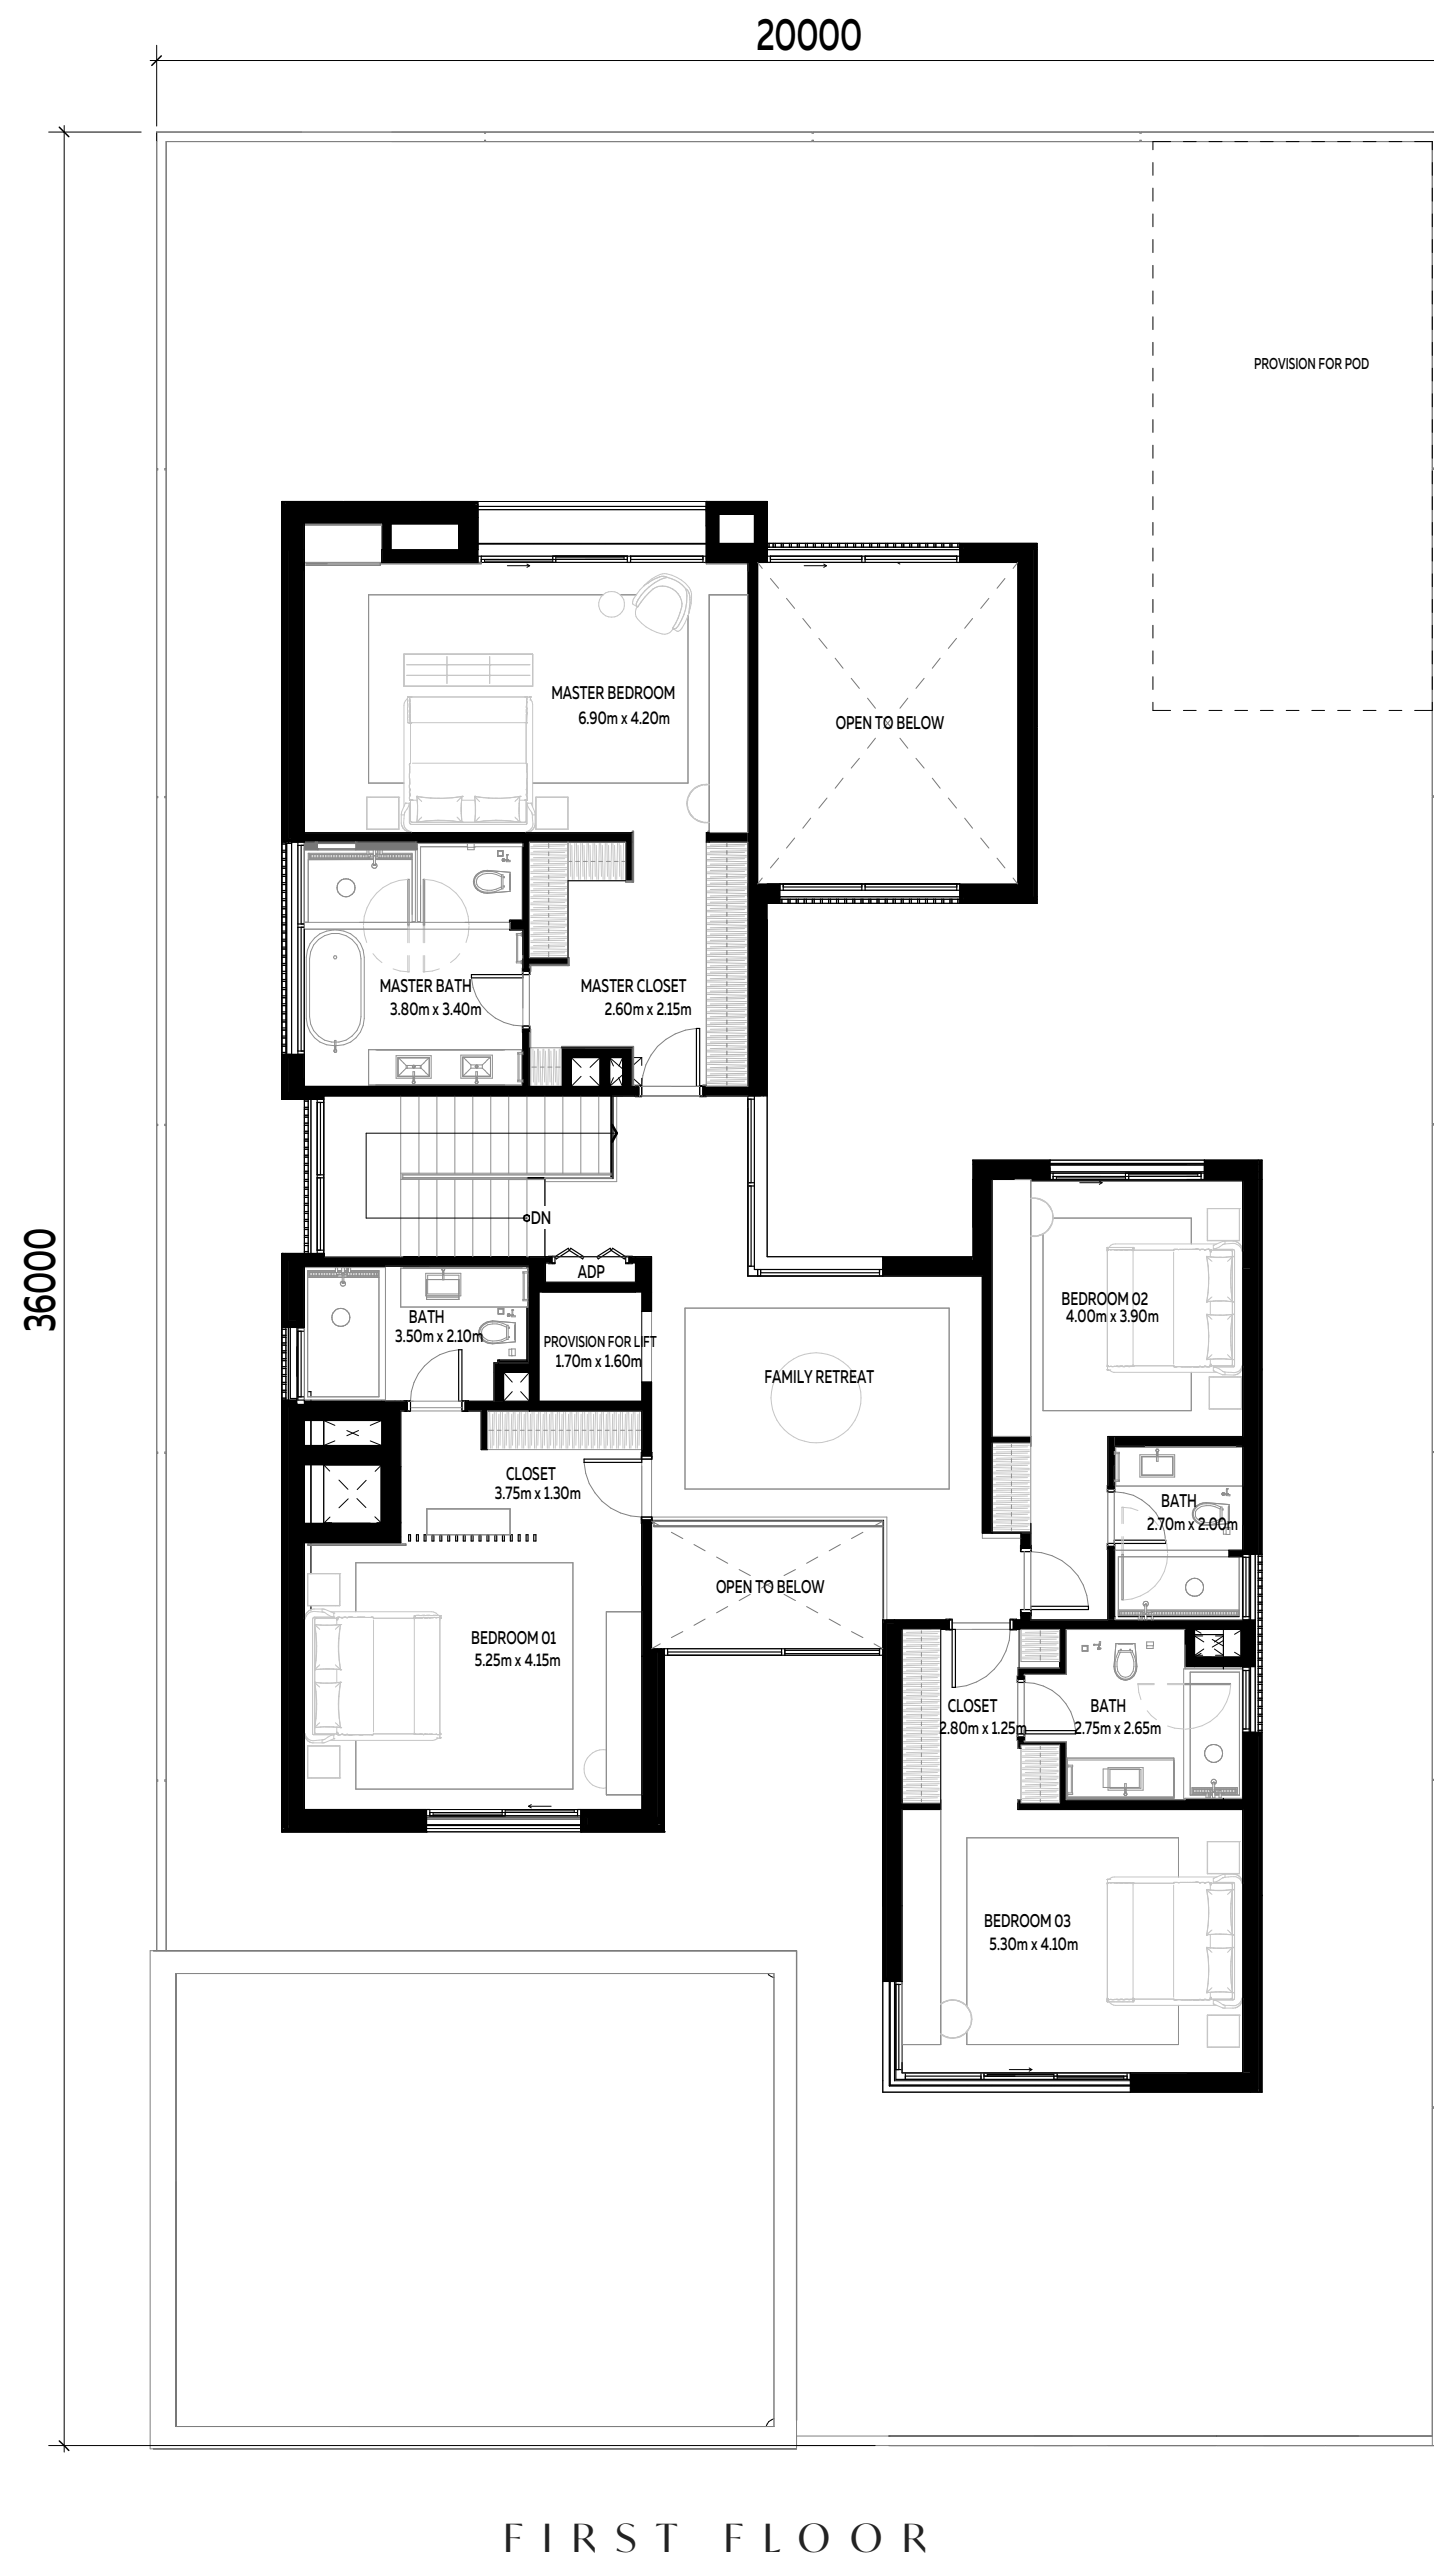 20000
36000
PROVISION FOR POD
MASTER BEDROOM
6.90m x 4.20m
OPEN TO BELOW
MASTER BATH
3.80m x 3.40m
MASTER CLOSET
2.60m x 2.15m
DN
ADP
BATH
3.50m x 2.10m
PROVISION FOR LIFT
1.70m x 1.60m
FAMILY RETREAT
BEDROOM 02
4.00m x 3.90m
CLOSET
3.75m x 1.30m
BATH
2.70m x 2.00m
OPEN TO BELOW
BEDROOM 01
5.25m x 4.15m
CLOSET
2.80m x 1.25m
BATH
2.75m x 2.65m
BEDROOM 03
5.30m x 4.10m
FIRST FLOOR